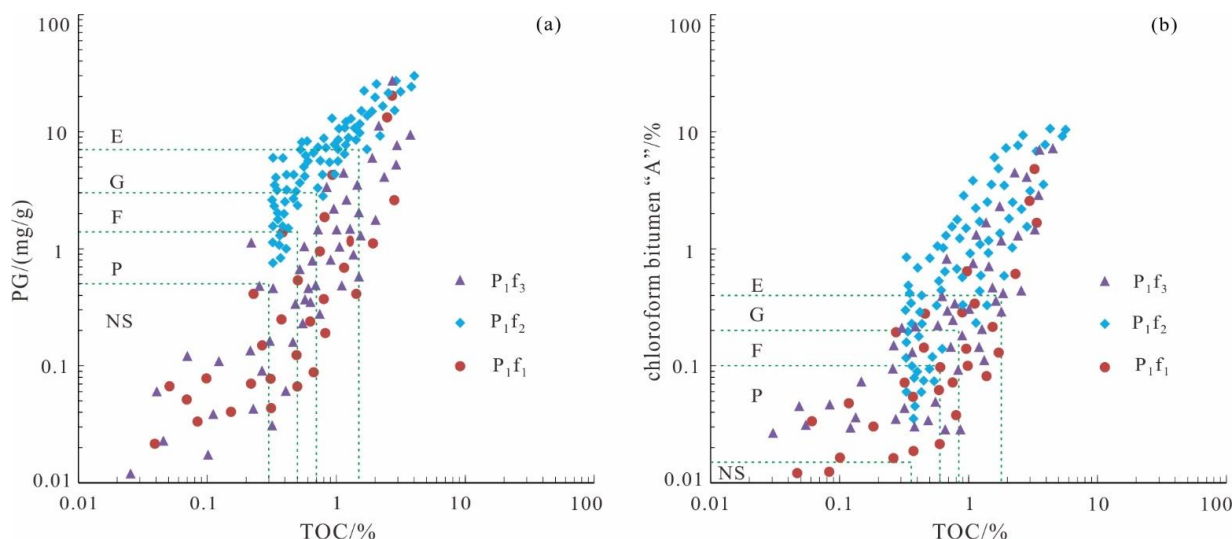 (a)
100
10
1
0.1
0.01
PG/(mg/g)
E
G
F
P
NS
P₁f₃
P₁f₂
P₁f₁
0.01
0.1
1
10
100
TOC/%
(b)
100
10
1
0.1
0.01
chloroform bitumen “A”/%
E
G
F
P
NS
P₁f₃
P₁f₂
P₁f₁
0.01
0.1
1
10
100
TOC/%